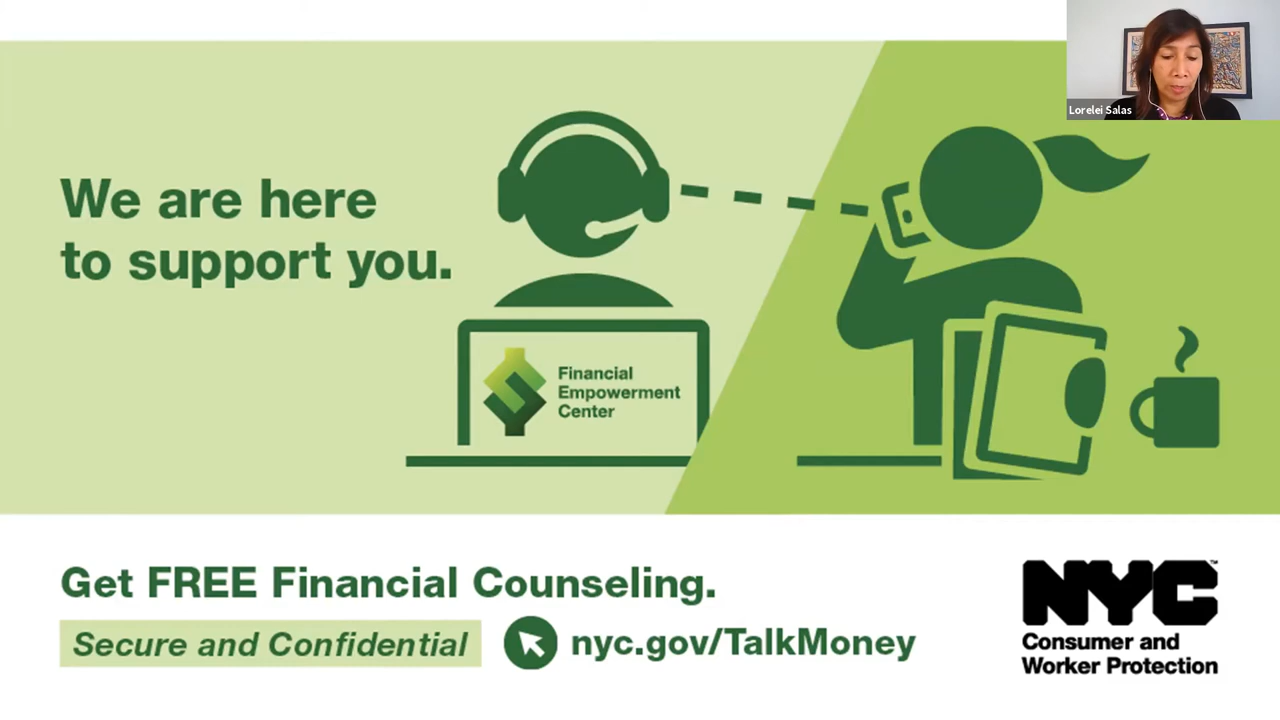 Lorelei Salas
We are here
to support you.
Financial
Empowerment
Center
Get FREE Financial Counseling.
Secure and Confidential
nyc.gov/TalkMoney
NYC™
Consumer and
Worker Protection